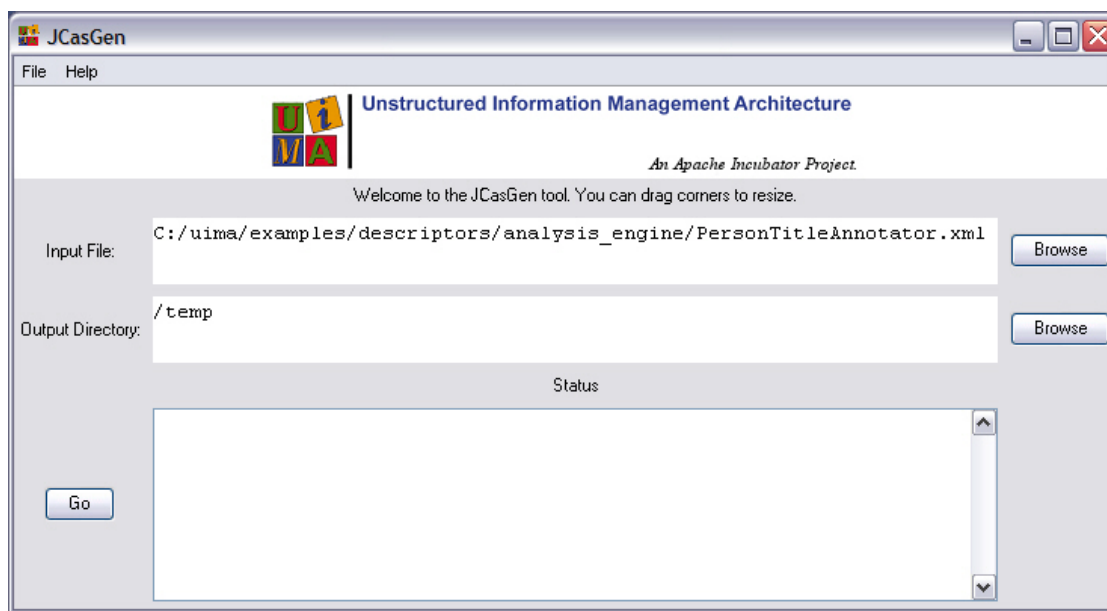 JCasGen
File Help
UiMA
Unstructured Information Management Architecture
An Apache Incubator Project.
Welcome to the JCasGen tool. You can drag corners to resize.
Input File:
C:/uima/examples/descriptors/analysis_engine/PersonTitleAnnotator.xml
Browse
Output Directory:
/temp
Browse
Status
Go